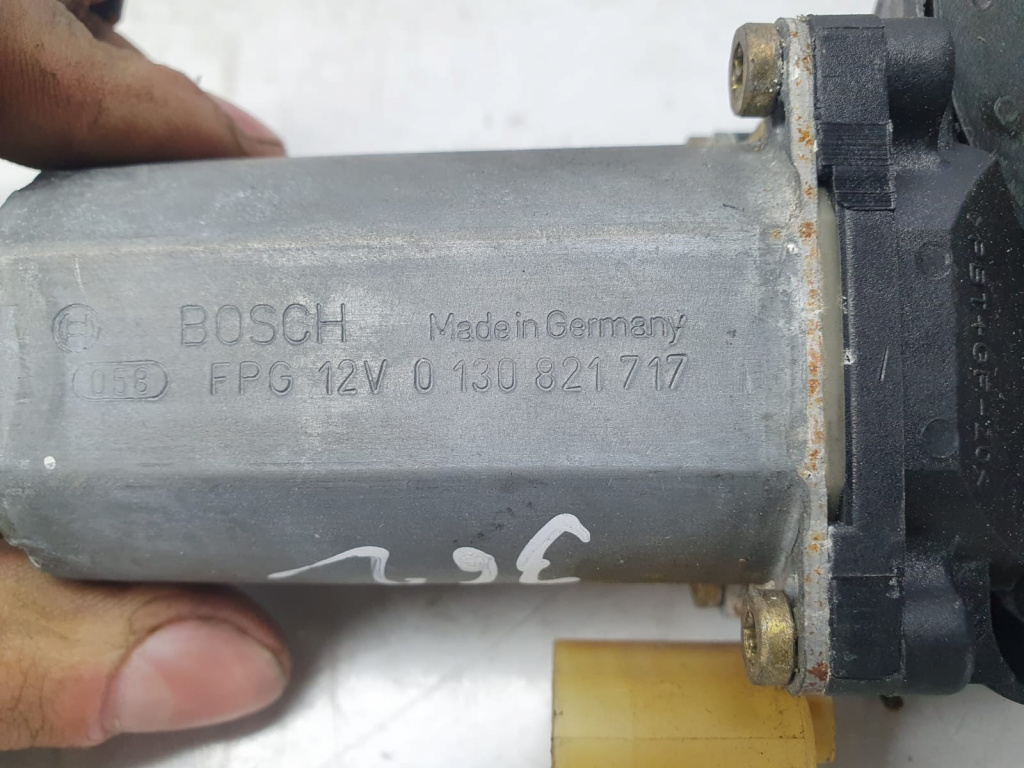 BOSCH Made in Germany
058 FPG 12V 0 130 821 717